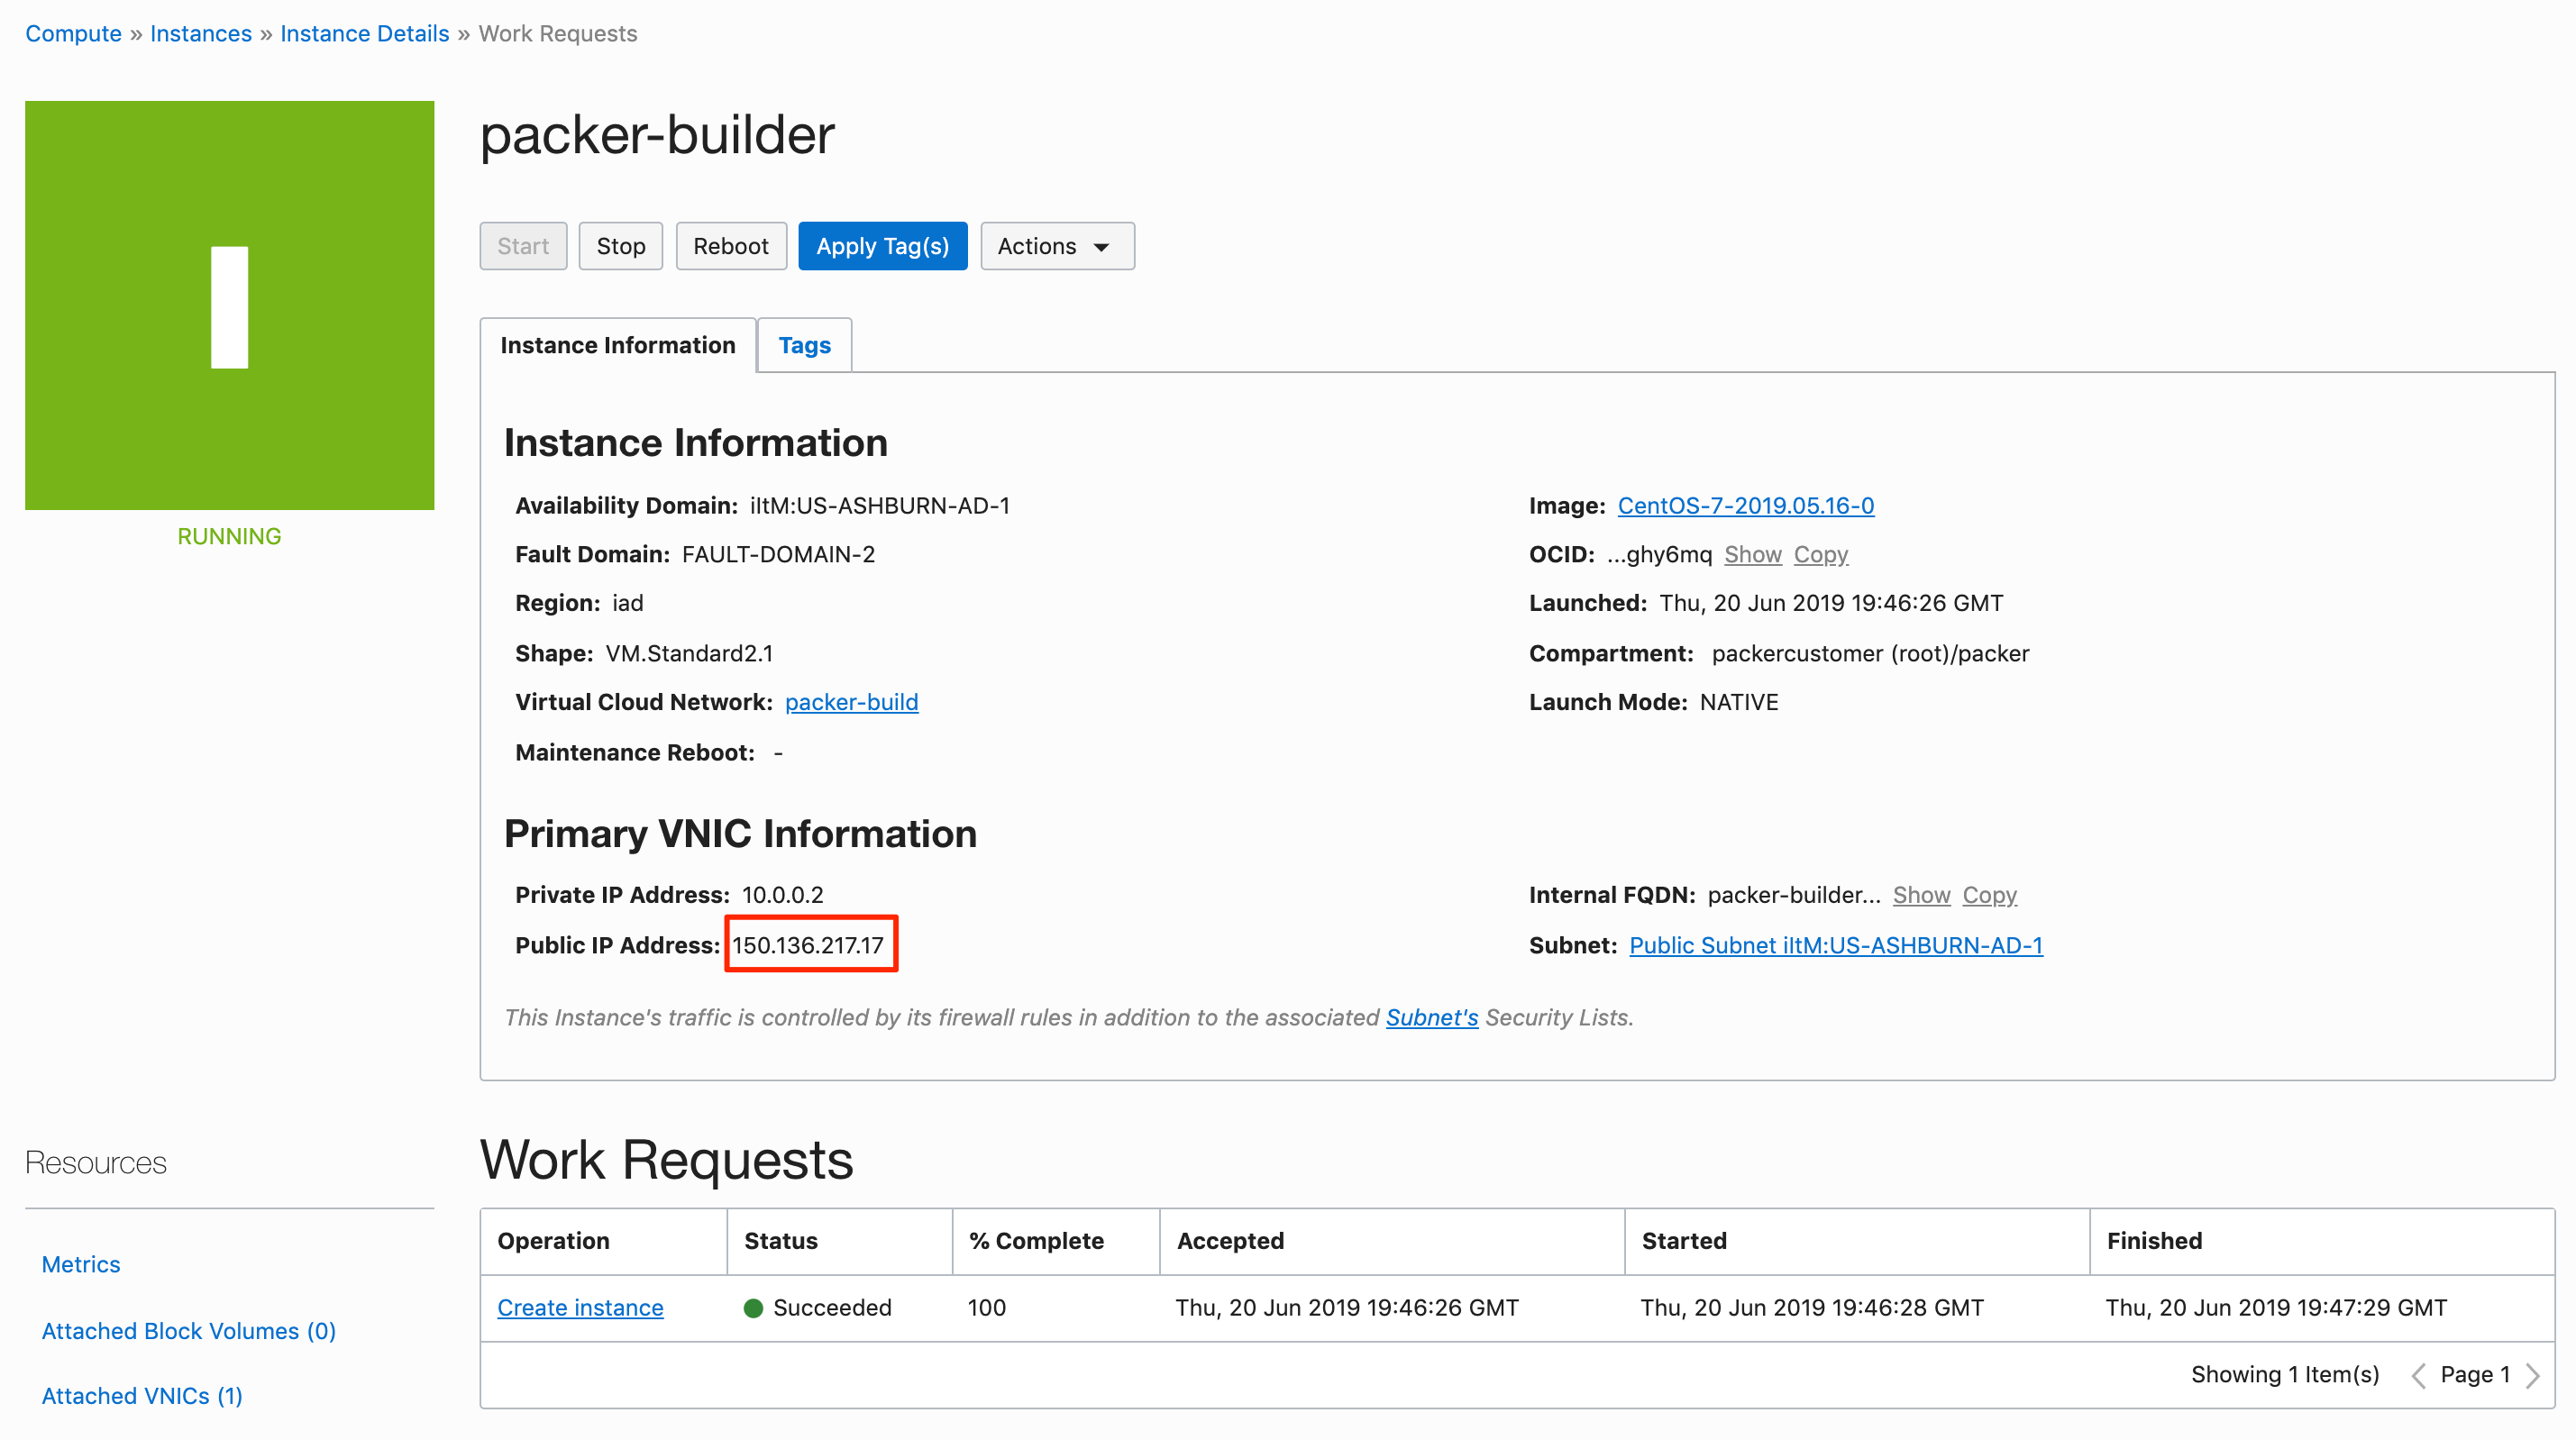 Compute » Instances » Instance Details » Work Requests
packer-builder
Start Stop Reboot Apply Tag(s) Actions
RUNNING
Instance Information Tags
Instance Information
Availability Domain: iItM:US-ASHBURN-AD-1
Fault Domain: FAULT-DOMAIN-2
Region: iad
Shape: VM.Standard2.1
Virtual Cloud Network: packer-build
Maintenance Reboot: -
Image: CentOS-7-2019.05.16-0
OCID: ...ghy6mq Show Copy
Launched: Thu, 20 Jun 2019 19:46:26 GMT
Compartment: packercustomer (root)/packer
Launch Mode: NATIVE
Primary VNIC Information
Private IP Address: 10.0.0.2
Public IP Address: 150.136.217.17
Internal FQDN: packer-builder... Show Copy
Subnet: Public Subnet iItM:US-ASHBURN-AD-1
This Instance's traffic is controlled by its firewall rules in addition to the associated Subnet's Security Lists.
Resources
Metrics
Attached Block Volumes (0)
Attached VNICs (1)
Work Requests
Operation Status % Complete Accepted Started Finished
Create instance Succeeded 100 Thu, 20 Jun 2019 19:46:26 GMT Thu, 20 Jun 2019 19:46:28 GMT Thu, 20 Jun 2019 19:47:29 GMT
Showing 1 Item(s) Page 1